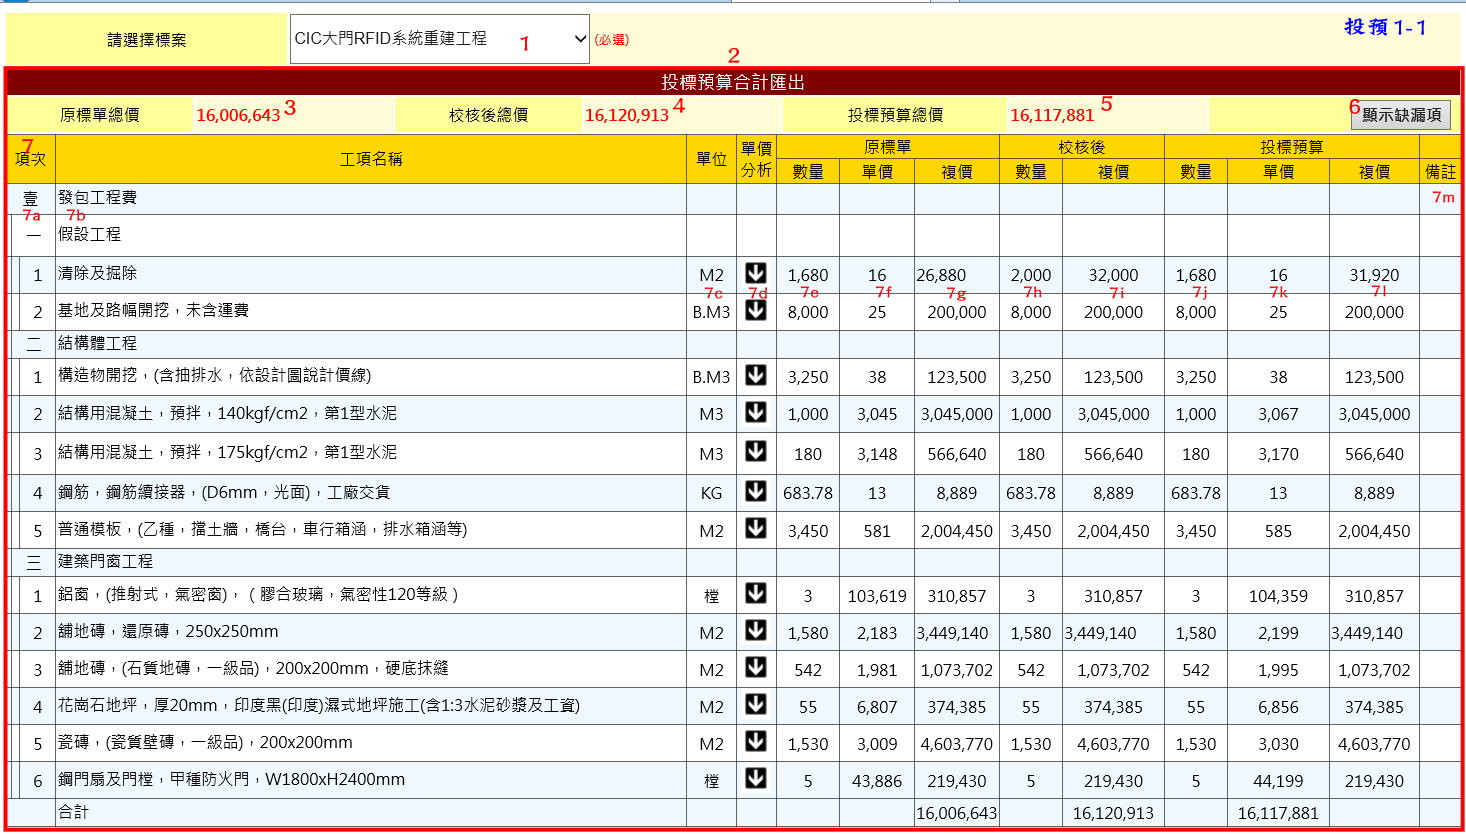 請選擇標案 CIC大門RFID系統重建工程 1 (必選) 投預1-1
2
投標預算合計匯出
原標單總價 16,006,643 3 校核後總價 16,120,913 4 投標預算總價 16,117,881 5 6 顯示缺漏項
7
項次 工項名稱 單位 單價分析 原標單 校核後 投標預算
數量 單價 複價 數量 複價 數量 單價 複價 備註
壹 發包工程費
7a 7b 7m
一 假設工程
1 清除及掘除 M2 1,680 16 26,880 2,000 32,000 1,680 16 31,920
7c 7d 7e 7f 7g 7h 7i 7j 7k 7l
2 基地及路幅開挖，未含運費 B.M3 8,000 25 200,000 8,000 200,000 8,000 25 200,000
二 結構體工程
1 構造物開挖，(含抽排水，依設計圖說計價線) B.M3 3,250 38 123,500 3,250 123,500 3,250 38 123,500
2 結構用混凝土，預拌，140kgf/cm2，第1型水泥 M3 1,000 3,045 3,045,000 1,000 3,045,000 1,000 3,067 3,045,000
3 結構用混凝土，預拌，175kgf/cm2，第1型水泥 M3 180 3,148 566,640 180 566,640 180 3,170 566,640
4 鋼筋，鋼筋續接器，(D6mm，光面)，工廠交貨 KG 683.78 13 8,889 683.78 8,889 683.78 13 8,889
5 普通模板，(乙種，擋土牆，橋台，車行箱涵，排水箱涵等) M2 3,450 581 2,004,450 3,450 2,004,450 3,450 585 2,004,450
三 建築門窗工程
1 鋁窗，(推射式，氣密窗)，（膠合玻璃，氣密性120等級） 樘 3 103,619 310,857 3 310,857 3 104,359 310,857
2 舖地磚，還原磚，250x250mm M2 1,580 2,183 3,449,140 1,580 3,449,140 1,580 2,199 3,449,140
3 舖地磚，(石質地磚，一級品)，200x200mm，硬底抹縫 M2 542 1,981 1,073,702 542 1,073,702 542 1,995 1,073,702
4 花崗石地坪，厚20mm，印度黑(印度)濕式地坪施工(含1:3水泥砂漿及工資) M2 55 6,807 374,385 55 374,385 55 6,856 374,385
5 瓷磚，(瓷質壁磚，一級品)，200x200mm M2 1,530 3,009 4,603,770 1,530 4,603,770 1,530 3,030 4,603,770
6 鋼門扇及門樘，甲種防火門，W1800xH2400mm 樘 5 43,886 219,430 5 219,430 5 44,199 219,430
合計 16,006,643 16,120,913 16,117,881